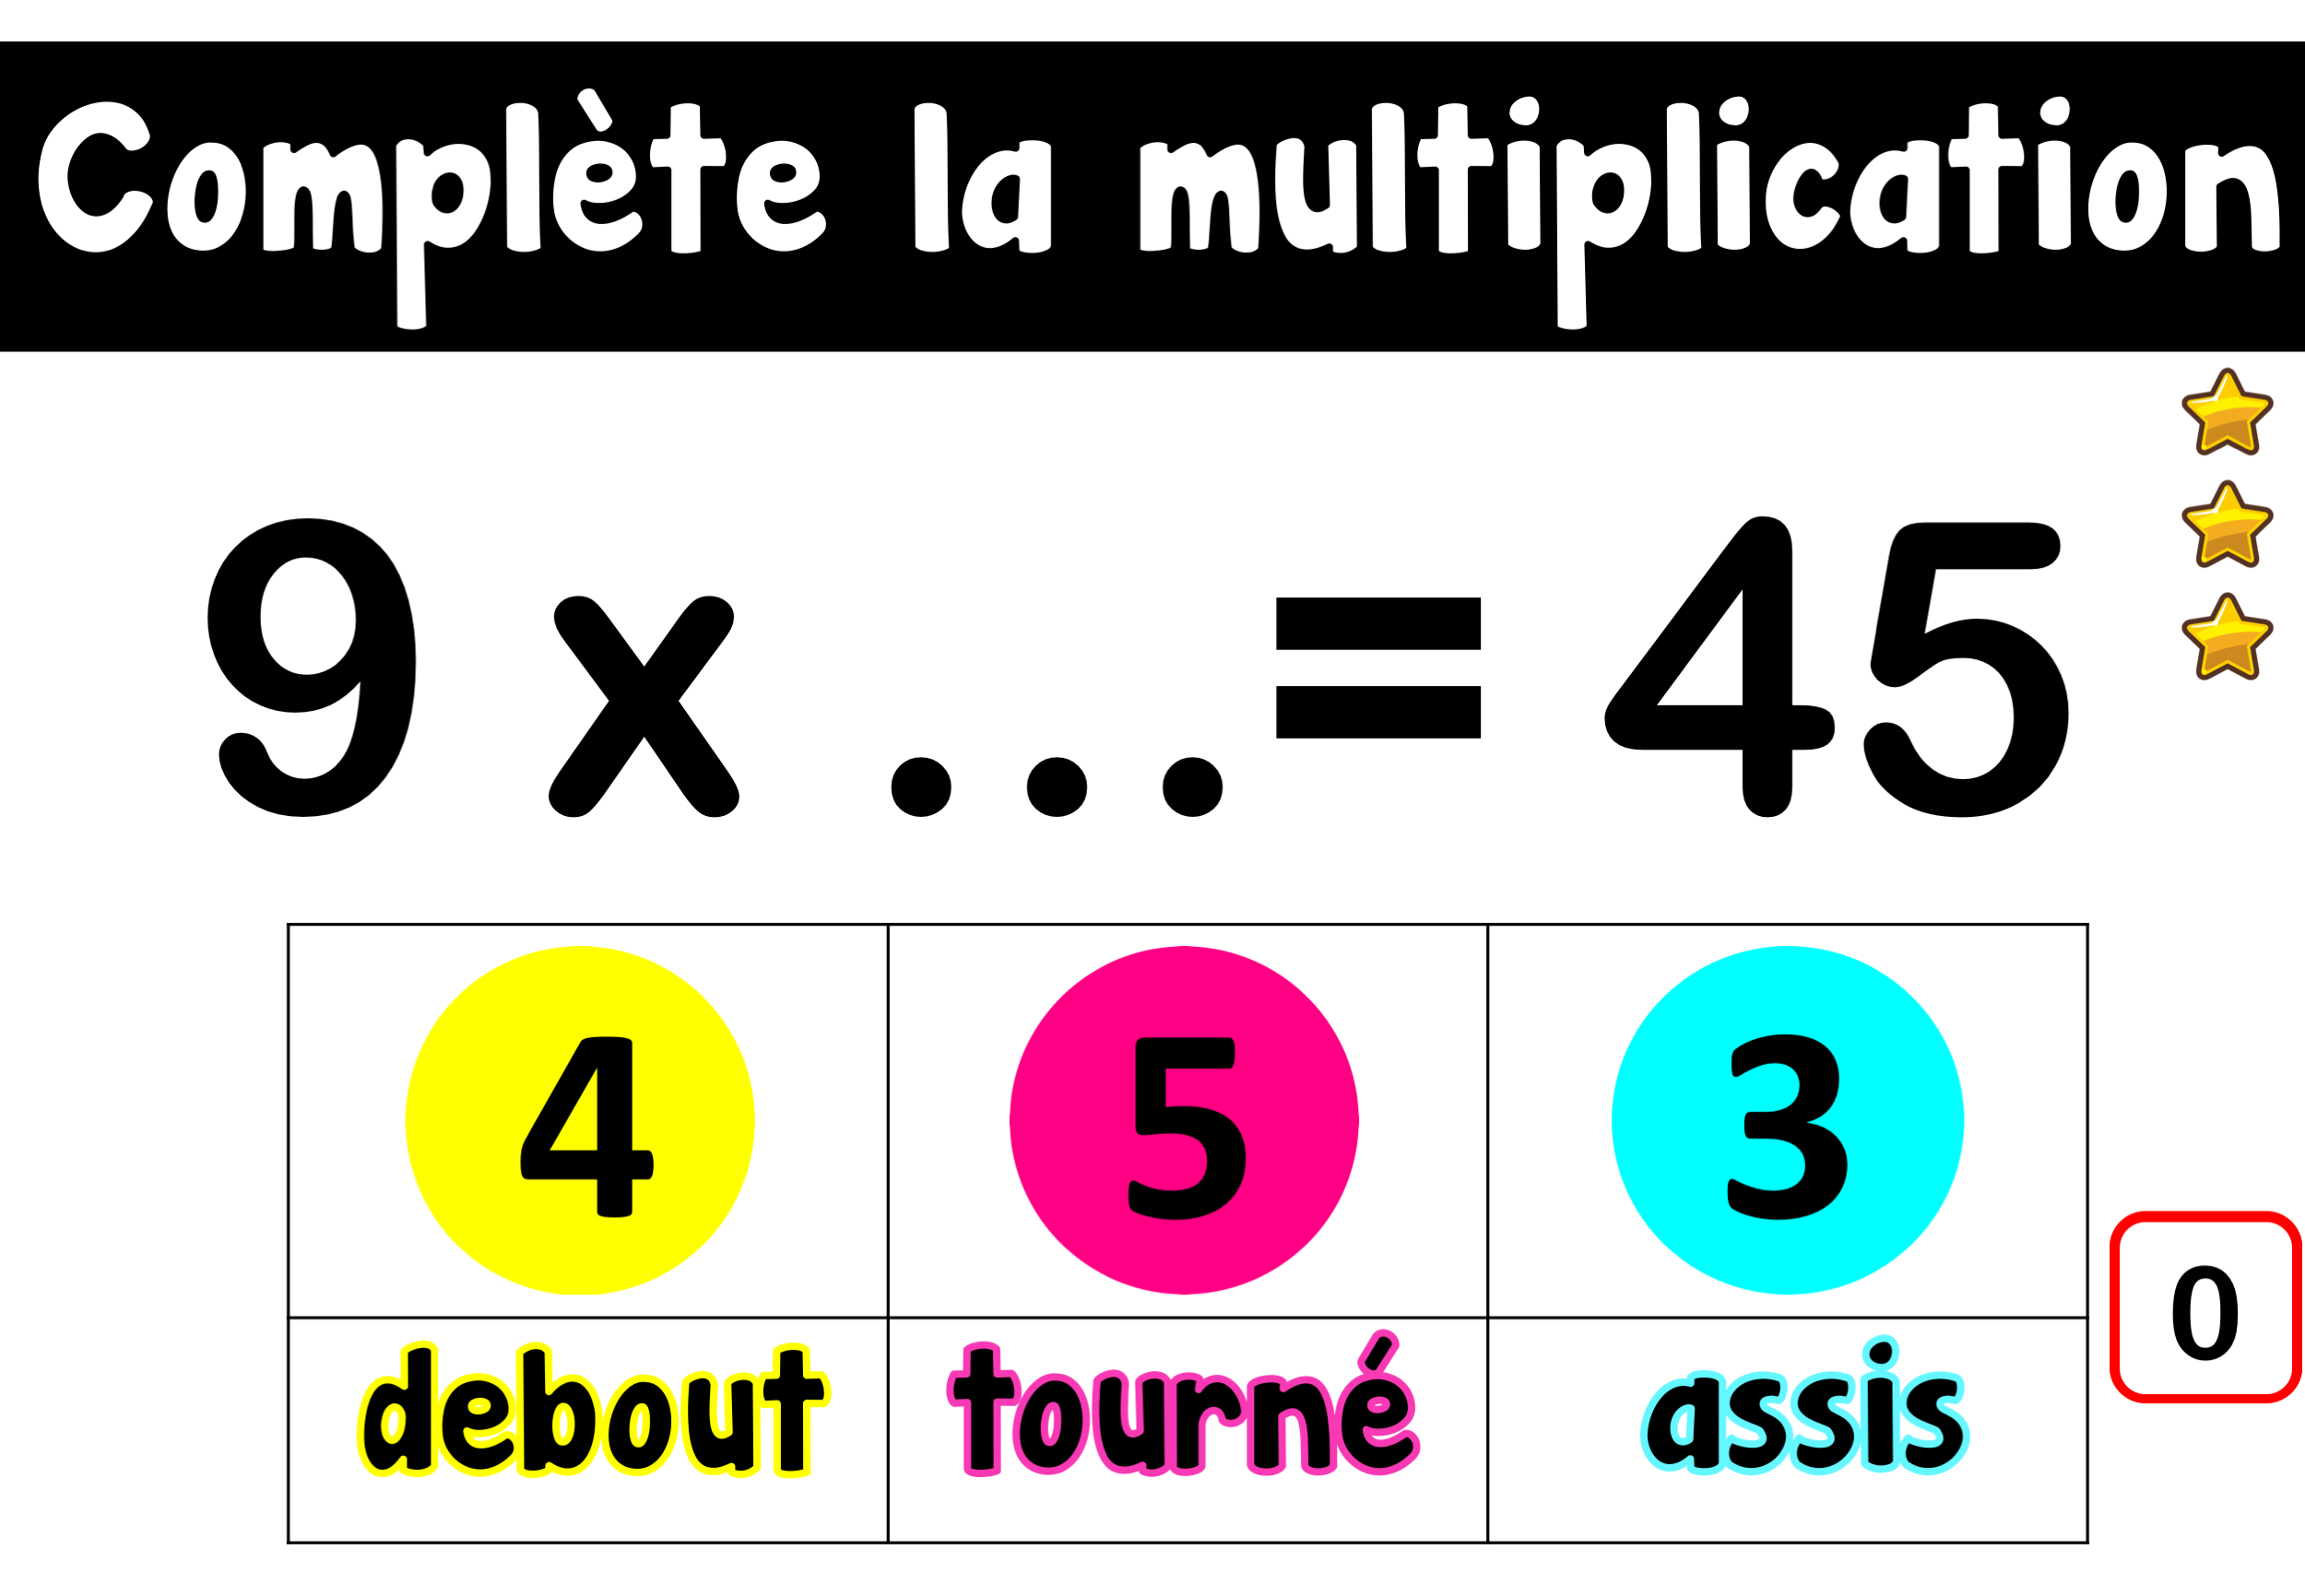 Complète la multiplication
9 x ... = 45
4 5 3
0
debout tourné assis